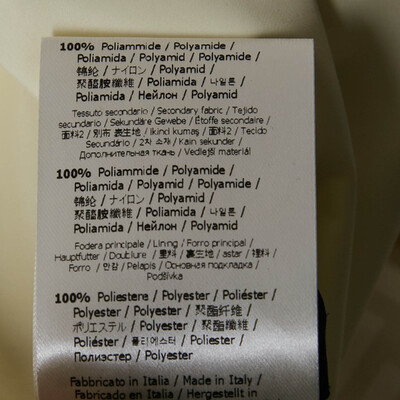 100% Poliammide / Polyamide /
Poliamida / Polyamid / Polyamide /
锦纶 / ナイロン / Polyamid /
聚醯胺纖維 / Poliamida / 나일론 /
Poliamida / Нейлон / Polyamid
Tessuto secondario / Secondary fabric / Tejido
secundario / Sekundäre Gewebe / Étoffe secondaire /
面料2 / 別布 表生地 / İkinci kumaş / 面料2 / Tecido
Secundário / 2차 소재 / Kain sekunder /
Дополнительная ткань / Vedlejší materiál
100% Poliammide / Polyamide /
Poliamida / Polyamid / Polyamide /
锦纶 / ナイロン / Polyamid /
聚醯胺纖維 / Poliamida / 나일론 /
Poliamida / Нейлон / Polyamid
Fodera principale / Lining / Forro principal /
Hauptfutter / Doublure / 里料 / 裏生地 / astar / 裡料 /
Forro / 안감 / Pelapis / Основная подкладка /
Podšívka
100% Poliestere / Polyester / Poliéster /
Polyester / Polyester / 聚酯纤维 /
ポリエステル / Polyester / 聚酯纖維 /
Poliéster / 폴리에스터 / Poliester /
Полиэстер / Polyester
Fabbricato in Italia / Made in Italy /
Fabricado en Italia / Hergestellt in